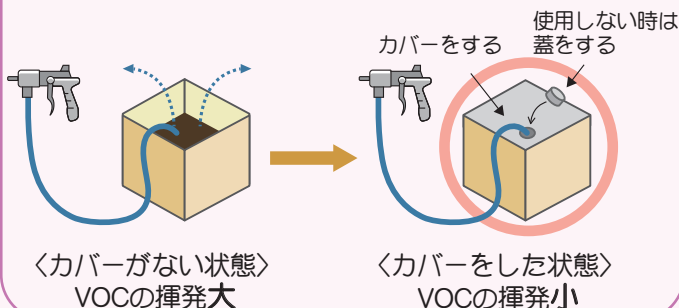 使用しない時は
蓋をする
カバーをする
〈カバーがない状態〉
VOCの揮発大
〈カバーをした状態〉
VOCの揮発小